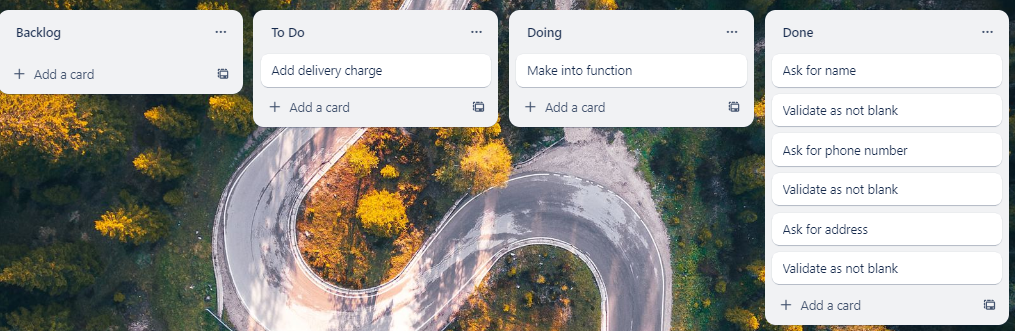 Backlog
Add a card
To Do
Add delivery charge
Add a card
Doing
Make into function
Add a card
Done
Ask for name
Validate as not blank
Ask for phone number
Validate as not blank
Ask for address
Validate as not blank
Add a card